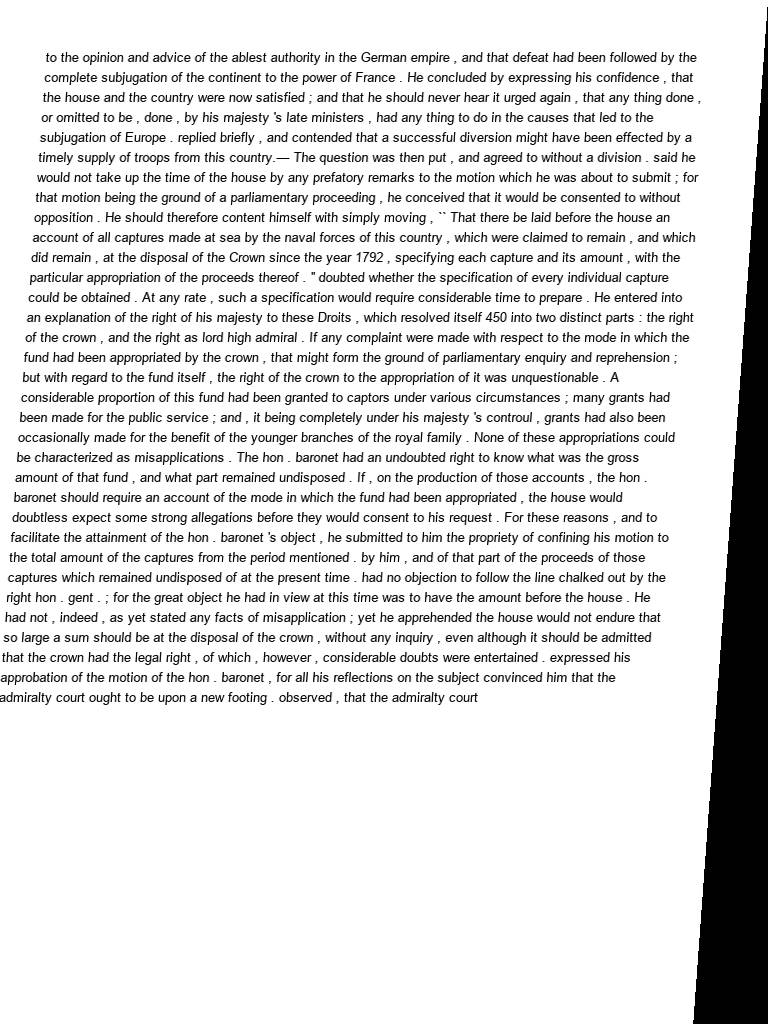 to the opinion and advice of the ablest authority in the German empire , and that defeat had been followed by the
complete subjugation of the continent to the power of France . He concluded by expressing his confidence , that
the house and the country were now satisfied ; and that he should never hear it urged again , that any thing done ,
or omitted to be , done , by his majesty 's late ministers , had any thing to do in the causes that led to the
subjugation of Europe . replied briefly , and contended that a successful diversion might have been effected by a
timely supply of troops from this country.— The question was then put , and agreed to without a division . said he
would not take up the time of the house by any prefatory remarks to the motion which he was about to submit ; for
that motion being the ground of a parliamentary proceeding , he conceived that it would be consented to without
opposition . He should therefore content himself with simply moving , `` That there be laid before the house an
account of all captures made at sea by the naval forces of this country , which were claimed to remain , and which
did remain , at the disposal of the Crown since the year 1792 , specifying each capture and its amount , with the
particular appropriation of the proceeds thereof . " doubted whether the specification of every individual capture
could be obtained . At any rate , such a specification would require considerable time to prepare . He entered into
an explanation of the right of his majesty to these Droits , which resolved itself 450 into two distinct parts : the right
of the crown , and the right as lord high admiral . If any complaint were made with respect to the mode in which the
fund had been appropriated by the crown , that might form the ground of parliamentary enquiry and reprehension ;
but with regard to the fund itself , the right of the crown to the appropriation of it was unquestionable . A
considerable proportion of this fund had been granted to captors under various circumstances ; many grants had
been made for the public service ; and , it being completely under his majesty 's controul , grants had also been
occasionally made for the benefit of the younger branches of the royal family . None of these appropriations could
be characterized as misapplications . The hon . baronet had an undoubted right to know what was the gross
amount of that fund , and what part remained undisposed . If , on the production of those accounts , the hon .
baronet should require an account of the mode in which the fund had been appropriated , the house would
doubtless expect some strong allegations before they would consent to his request . For these reasons , and to
facilitate the attainment of the hon . baronet 's object , he submitted to him the propriety of confining his motion to
the total amount of the captures from the period mentioned . by him , and of that part of the proceeds of those
captures which remained undisposed of at the present time . had no objection to follow the line chalked out by the
right hon . gent . ; for the great object he had in view at this time was to have the amount before the house . He
had not , indeed , as yet stated any facts of misapplication ; yet he apprehended the house would not endure that
so large a sum should be at the disposal of the crown , without any inquiry , even although it should be admitted
that the crown had the legal right , of which , however , considerable doubts were entertained . expressed his
approbation of the motion of the hon . baronet , for all his reflections on the subject convinced him that the
admiralty court ought to be upon a new footing . observed , that the admiralty court